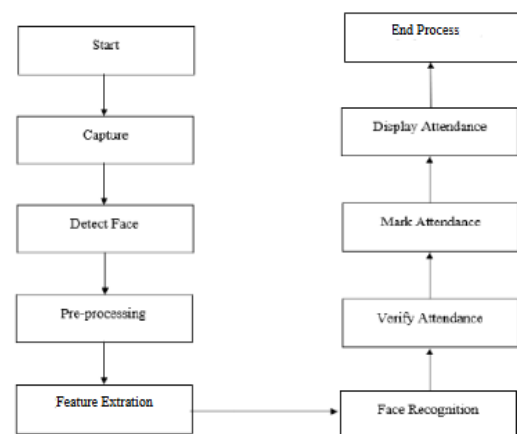 Start
Capture
Detect Face
Pre-processing
Feature Extration
Face Recognition
Verify Attendance
Mark Attendance
Display Attendance
End Process